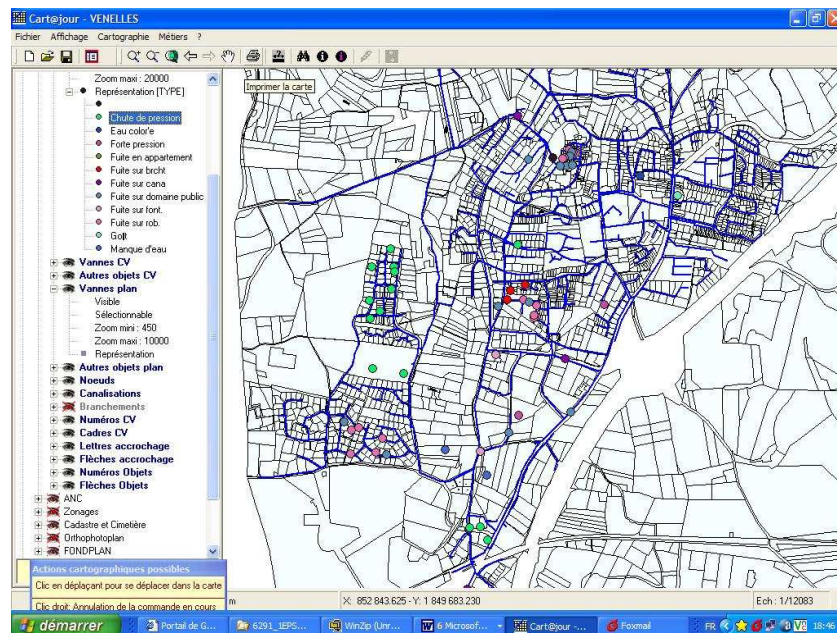 Cart@jour - VENELLES
Fichier Affichage Cartographie Métiers ?
Imprimer la carte
Zoom maxi : 20000
Représentation [TYPE]
Chute de pression
Eau color'e
Forte pression
Fuite en appartement
Fuite sur brcht
Fuite sur cana
Fuite sur domaine public
Fuite sur font.
Fuite sur rob.
Manque d'eau
Vannes CV
Autres objets CV
Vannes plan
Visible
Sélectionnable
Zoom mini : 450
Zoom maxi : 10000
Représentation
Autres objets plan
Noeuds
Canalisations
Branchements
Numéros CV
Cadres CV
Lettres accrochage
Flèches accrochage
Numéros Objets
Flèches Objets
ANC
Zonages
Cadastre et Cimetière
Orthophotoplan
FONDPLAN
Actions cartographiques possibles
Clic en déplaçant pour se déplacer dans la carte
Clic droit: Annulation de la commande en cours
m X: 852 843.625 - Y: 1 849 683.230 Ech : 1/12083
démarrer Portail de G... 6291_1EPS... WinZip (Unr... 6 Microsof... Cart@jour -... Foxmail FR 18:46